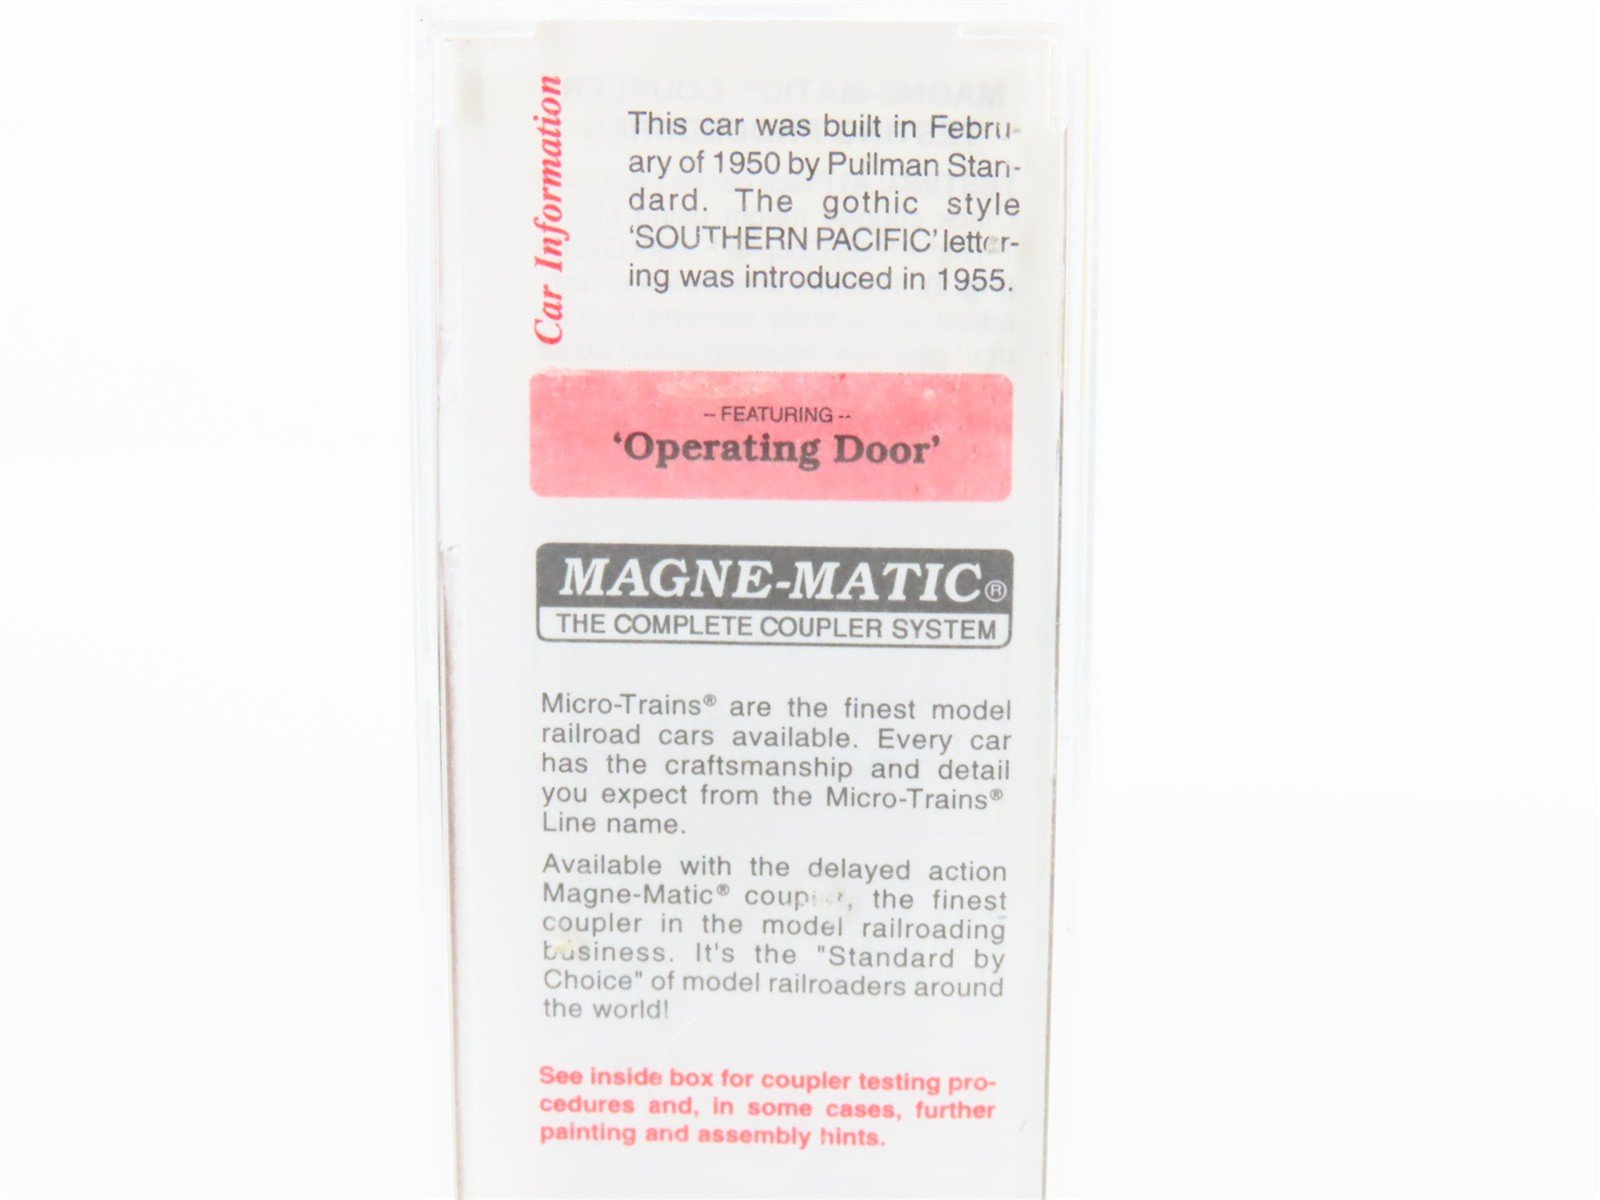 Car Information
This car was built in Febru-
ary of 1950 by Pullman Stan-
dard. The gothic style
‘SOUTHERN PACIFIC’ letter-
ing was introduced in 1955.
-- FEATURING --
‘Operating Door’
MAGNE-MATIC®
THE COMPLETE COUPLER SYSTEM
Micro-Trains® are the finest model
railroad cars available. Every car
has the craftsmanship and detail
you expect from the Micro-Trains®
Line name.
Available with the delayed action
Magne-Matic® coupler, the finest
coupler in the model railroading
business. It's the "Standard by
Choice" of model railroaders around
the world!
See inside box for coupler testing pro-
cedures and, in some cases, further
painting and assembly hints.